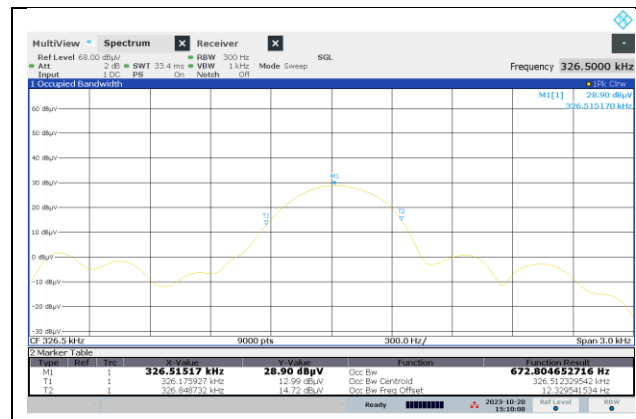 MultiView Spectrum X Receiver X
Ref Level 68.00 dBµV RBW 300 Hz SGL
Att 2 dB SWT 33.4 ms VBW 1 kHz Mode Sweep Frequency 326.5000 kHz
Input 1 DC PS On Notch Off
1 Occupied Bandwidth 1Pk Clrw
M1[1] 28.90 dBµV
326.515170 kHz
60 dBµV
50 dBµV
40 dBµV
30 dBµV
M1
20 dBµV
T1
T2
10 dBµV
0 dBµV
-10 dBµV
-20 dBµV
-30 dBµV
CF 326.5 kHz 9000 pts 300.0 Hz/ Span 3.0 kHz
2 Marker Table
Type Ref Trc X-Value Y-Value Function Function Result
M1 1 326.51517 kHz 28.90 dBµV Occ Bw 672.804652716 Hz
T1 1 326.175927 kHz 12.99 dBµV Occ Bw Centroid 326.512329542 kHz
T2 1 326.848732 kHz 14.72 dBµV Occ Bw Freq Offset 12.329541534 Hz
Ready 2023-10-20 Ref Level RBW
15:10:08